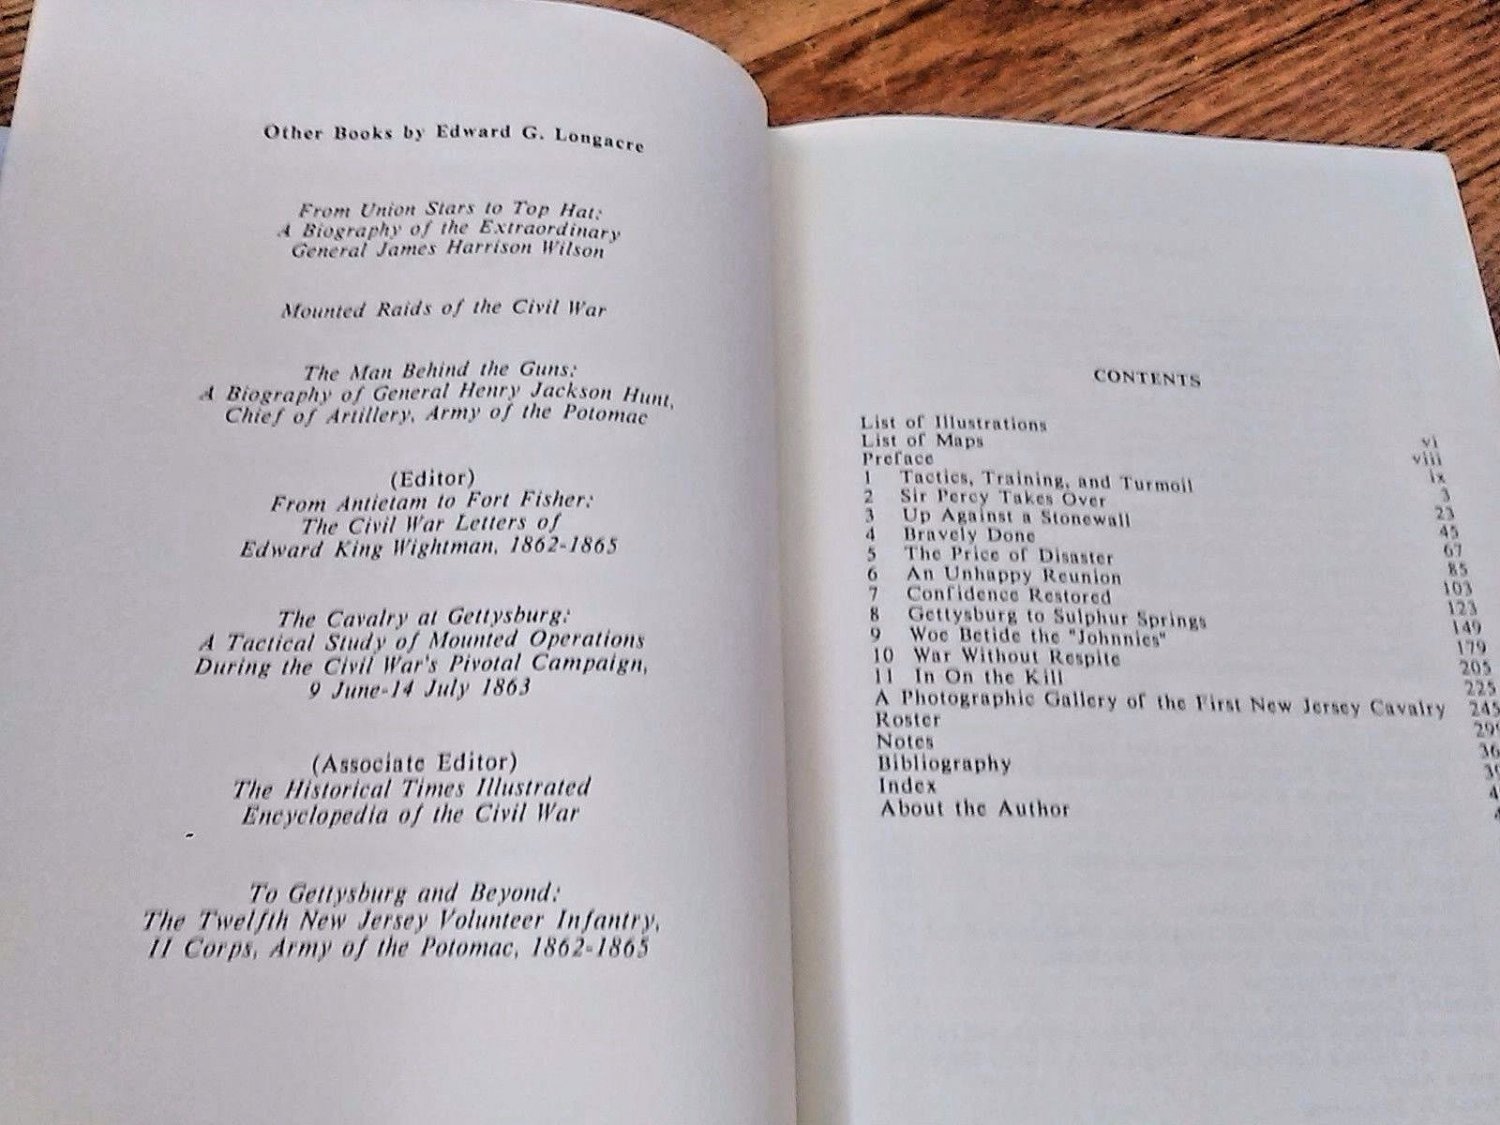 Other Books by Edward G. Longacre
From Union Stars to Top Hat:
A Biography of the Extraordinary
General James Harrison Wilson
Mounted Raids of the Civil War
The Man Behind the Guns:
A Biography of General Henry Jackson Hunt,
Chief of Artillery, Army of the Potomac
(Editor)
From Antietam to Fort Fisher:
The Civil War Letters of
Edward King Wightman, 1862-1865
The Cavalry at Gettysburg:
A Tactical Study of Mounted Operations
During the Civil War's Pivotal Campaign,
9 June-14 July 1863
(Associate Editor)
The Historical Times Illustrated
Encyclopedia of the Civil War
To Gettysburg and Beyond:
The Twelfth New Jersey Volunteer Infantry,
II Corps, Army of the Potomac, 1862-1865
CONTENTS
List of Illustrations vi
List of Maps viii
Preface ix
1 Tactics, Training, and Turmoil 3
2 Sir Percy Takes Over 23
3 Up Against a Stonewall 45
4 Bravely Done 67
5 The Price of Disaster 85
6 An Unhappy Reunion 103
7 Confidence Restored 123
8 Gettysburg to Sulphur Springs 149
9 Woe Betide the "Johnnies" 179
10 War Without Respite 205
11 In On the Kill 225
A Photographic Gallery of the First New Jersey Cavalry 245
Roster
Notes
Bibliography
Index
About the Author